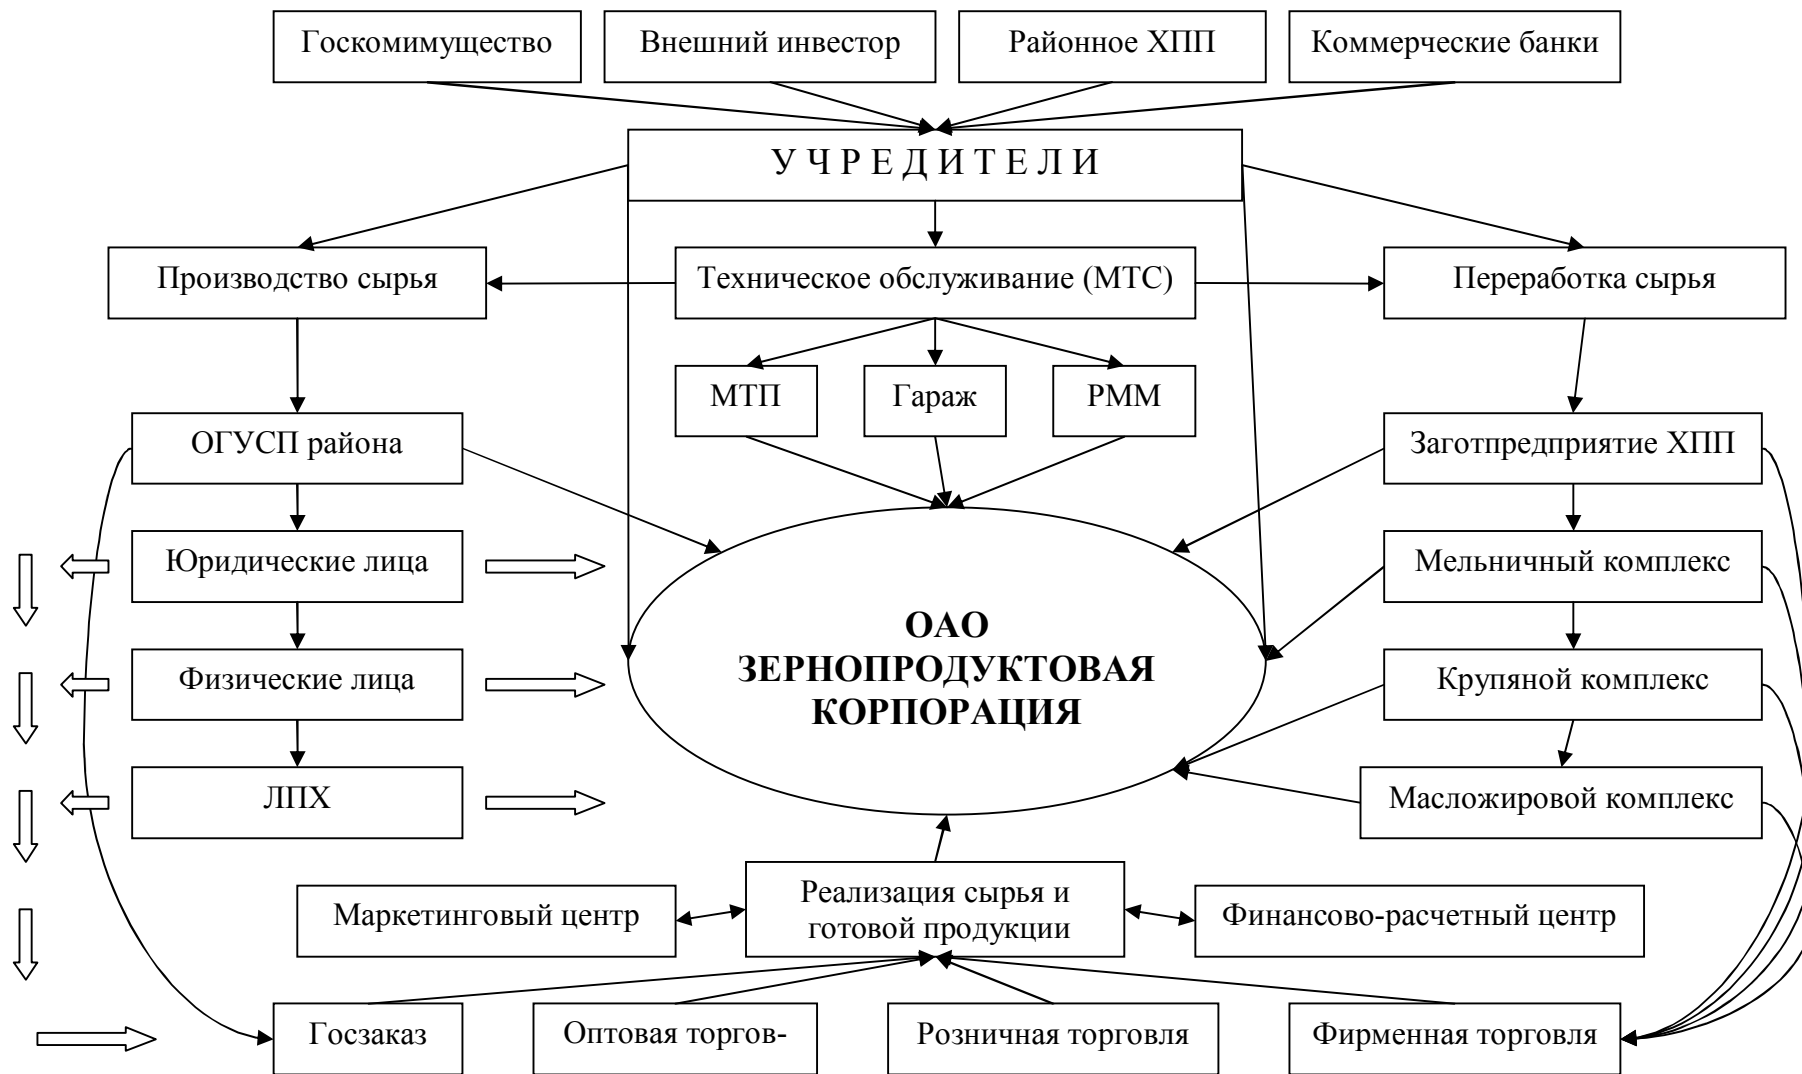 Госкомимущество
Внешний инвестор
Районное ХПП
Коммерческие банки
У Ч Р Е Д И Т Е Л И
Производство сырья
Техническое обслуживание (МТС)
Переработка сырья
МТП
Гараж
РММ
ОГУСП района
Заготпредприятие ХПП
Юридические лица
Мельничный комплекс
ОАО
ЗЕРНОПРОДУКТОВАЯ
КОРПОРАЦИЯ
Физические лица
Крупяной комплекс
ЛПХ
Масложировой комплекс
Маркетинговый центр
Реализация сырья и
готовой продукции
Финансово-расчетный центр
Госзаказ
Оптовая торгов-
Розничная торговля
Фирменная торговля